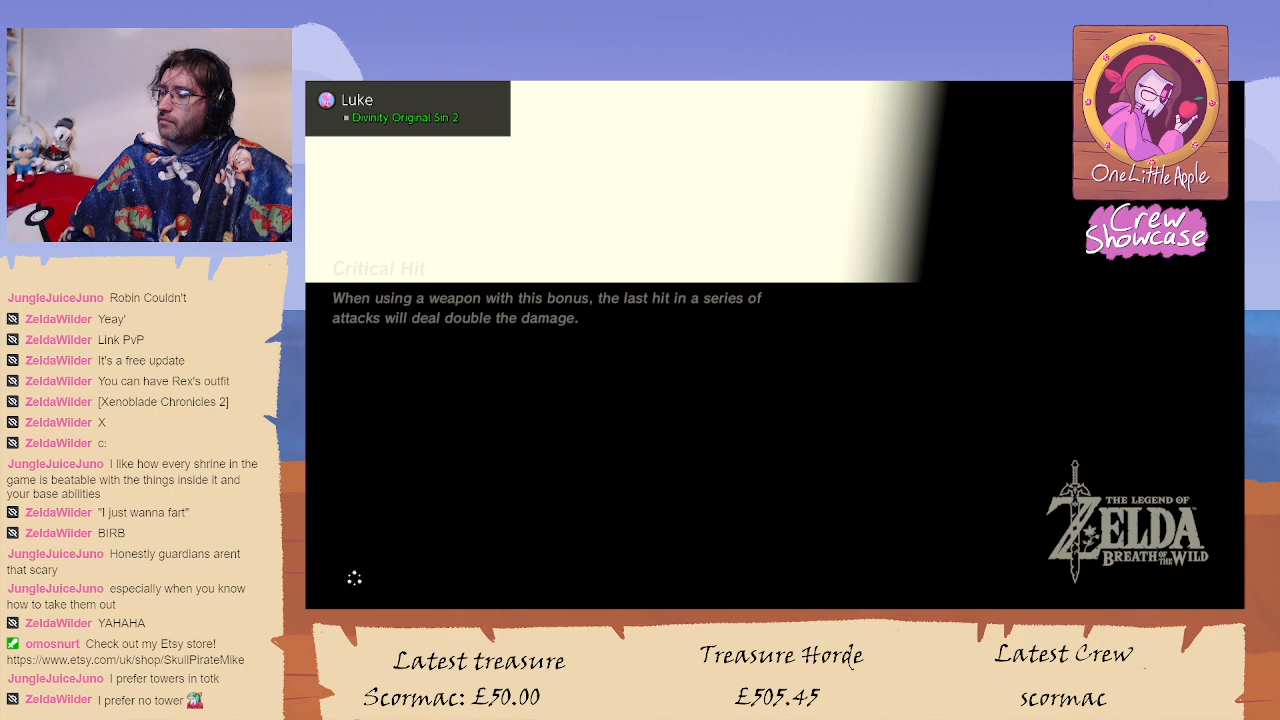 Luke
Divinity Original Sin 2
OneLittleApple
Crew
Showcase
Critical Hit
When using a weapon with this bonus, the last hit in a series of
attacks will deal double the damage.
THE LEGEND OF
ZELDA
BREATH OF THE WILD
JungleJuiceJuno Robin Couldn't
ZeldaWilder Yeay'
ZeldaWilder Link PvP
ZeldaWilder It's a free update
ZeldaWilder You can have Rex's outfit
ZeldaWilder [Xenoblade Chronicles 2]
ZeldaWilder X
ZeldaWilder c:
JungleJuiceJuno I like how every shrine in the
game is beatable with the things inside it and
your base abilities
ZeldaWilder "I just wanna fart"
ZeldaWilder BIRB
JungleJuiceJuno Honestly guardians arent
that scary
JungleJuiceJuno especially when you know
how to take them out
ZeldaWilder YAHAHA
omosnurt Check out my Etsy store!
https://www.etsy.com/uk/shop/SkullPirateMike
JungleJuiceJuno I prefer towers in totk
ZeldaWilder I prefer no tower
Latest treasure
Scormac: £50.00
Treasure Horde
£505.45
Latest Crew
scormac